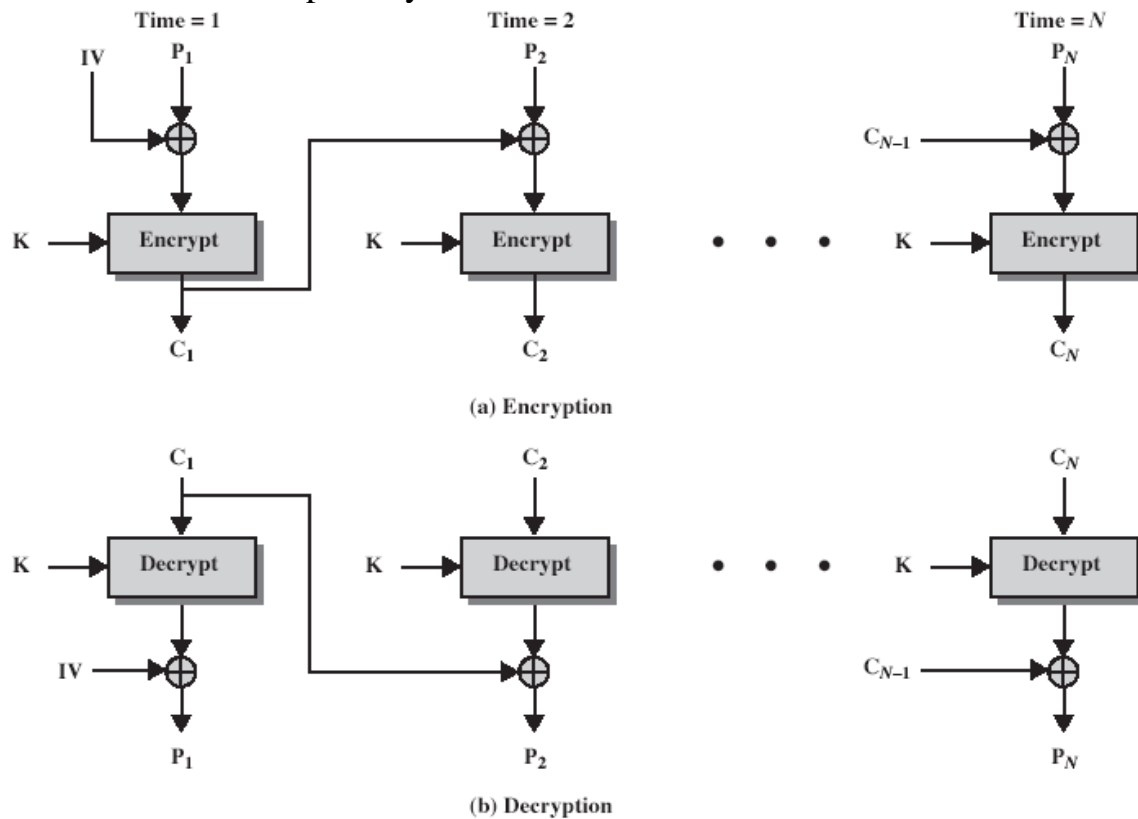 Time = 1 Time = 2 Time = N
IV P1 P2 PN
CN–1
K Encrypt K Encrypt • • • K Encrypt
C1 C2 CN
(a) Encryption
C1 C2 CN
K Decrypt K Decrypt • • • K Decrypt
IV CN–1
P1 P2 PN
(b) Decryption